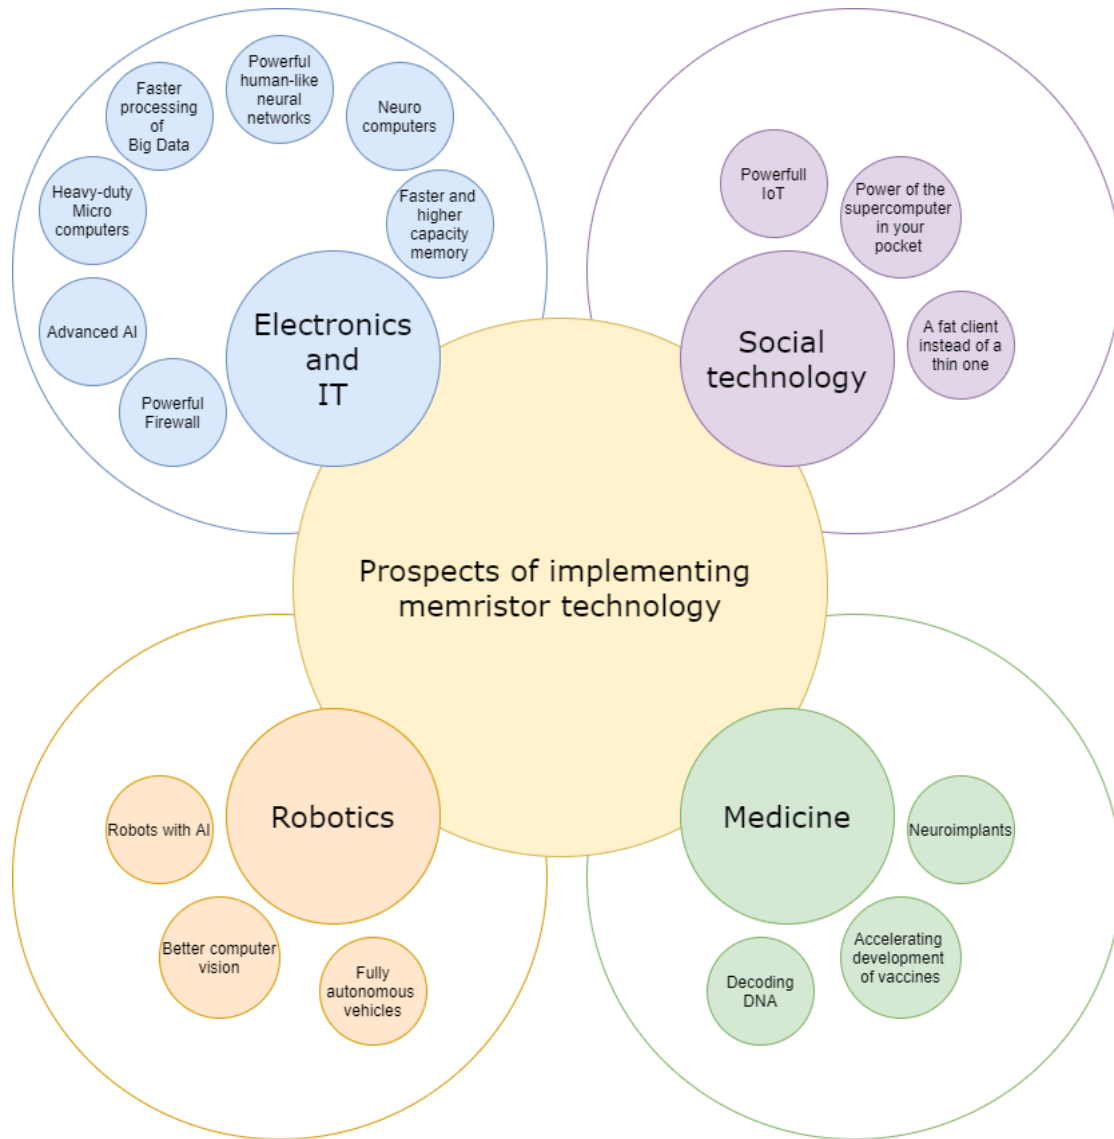 Powerful
human-like
neural
networks
Faster
processing
of
Big Data
Neuro
computers
Heavy-duty
Micro
computers
Faster and
higher
capacity
memory
Advanced AI
Powerful
Firewall
Electronics
and
IT
Powerfull
IoT
Power of the
supercomputer
in your
pocket
A fat client
instead of a
thin one
Social
technology
Prospects of implementing
memristor technology
Robotics
Robots with AI
Better computer
vision
Fully
autonomous
vehicles
Medicine
Neuroimplants
Accelerating
development
of vaccines
Decoding
DNA